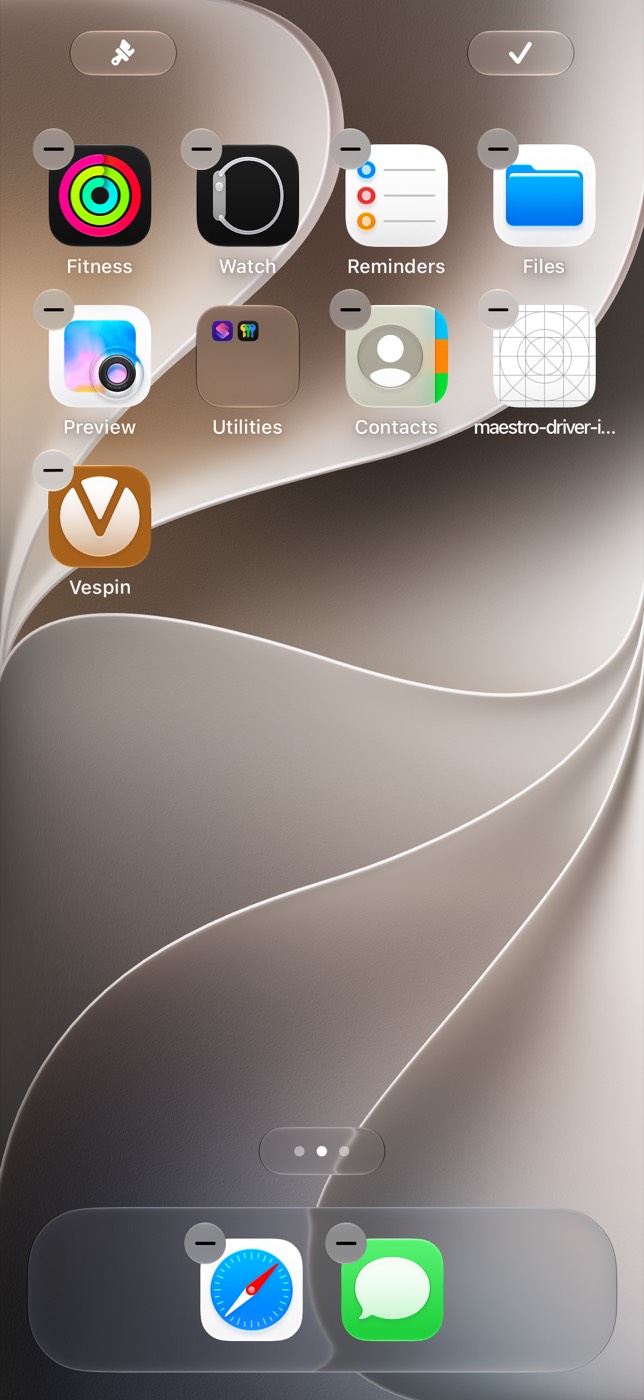 Fitness
Watch
Reminders
Files
Preview
Utilities
Contacts
maestro-driver-i...
Vespin